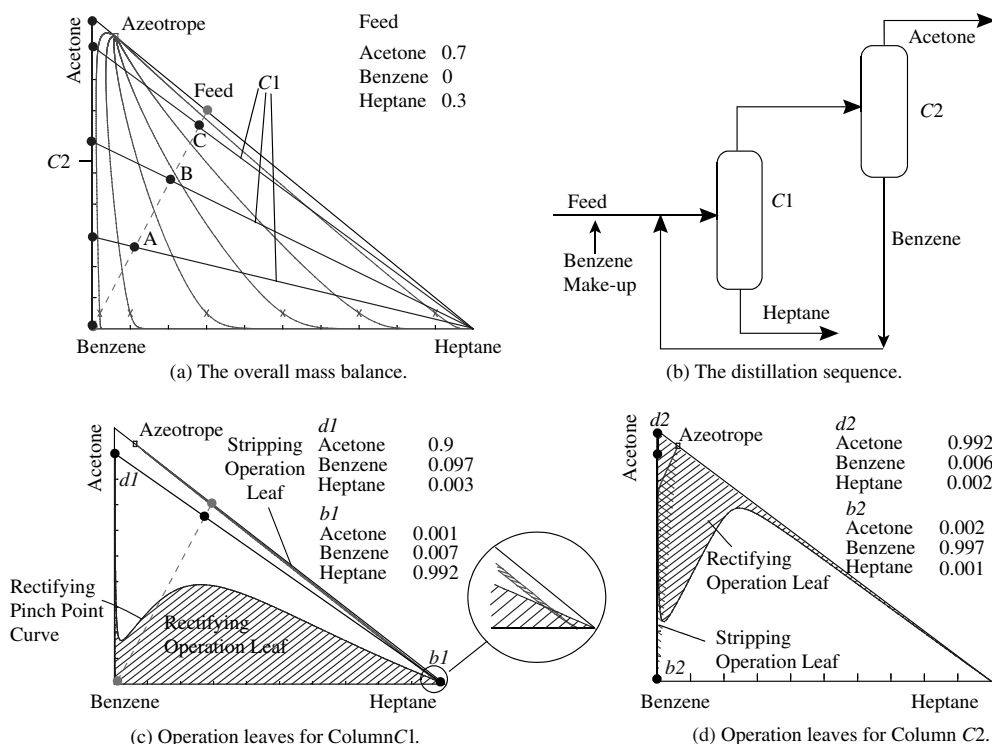 Acetone
Azeotrope
Feed
C
C1
C2
B
A
Benzene
Heptane
Feed
Acetone 0.7
Benzene 0
Heptane 0.3
(a) The overall mass balance.
Acetone
C2
C1
Feed
Benzene
Make-up
Benzene
Heptane
(b) The distillation sequence.
Acetone
Azeotrope
d1
Stripping
Operation
Leaf
d1
Acetone 0.9
Benzene 0.097
Heptane 0.003
b1
Acetone 0.001
Benzene 0.007
Heptane 0.992
Rectifying
Pinch Point
Curve
Rectifying
Operation Leaf
b1
Benzene
Heptane
(c) Operation leaves for ColumnC1.
Acetone
d2
Azeotrope
d2
Acetone 0.992
Benzene 0.006
Heptane 0.002
b2
Acetone 0.002
Benzene 0.997
Heptane 0.001
Rectifying
Operation Leaf
Stripping
Operation Leaf
b2
Benzene
Heptane
(d) Operation leaves for Column C2.